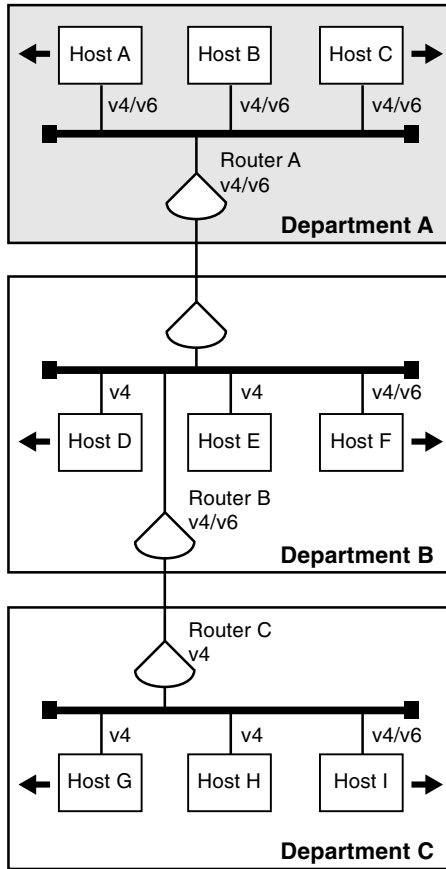 Host A
Host B
Host C
v4/v6
v4/v6
v4/v6
Router A
v4/v6
Department A
v4
v4
v4/v6
Host D
Host E
Host F
Router B
v4/v6
Department B
Router C
v4
v4
v4
v4/v6
Host G
Host H
Host I
Department C